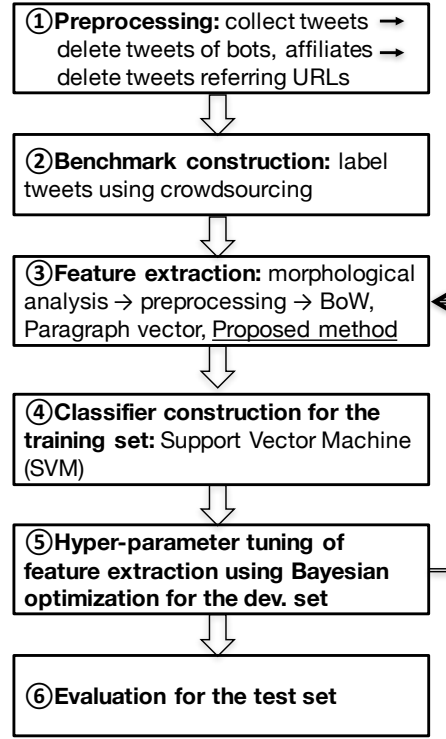 ①Preprocessing: collect tweets →
delete tweets of bots, affiliates →
delete tweets referring URLs
②Benchmark construction: label
tweets using crowdsourcing
③Feature extraction: morphological
analysis → preprocessing → BoW,
Paragraph vector, Proposed method
④Classifier construction for the
training set: Support Vector Machine
(SVM)
⑤Hyper-parameter tuning of
feature extraction using Bayesian
optimization for the dev. set
⑥Evaluation for the test set